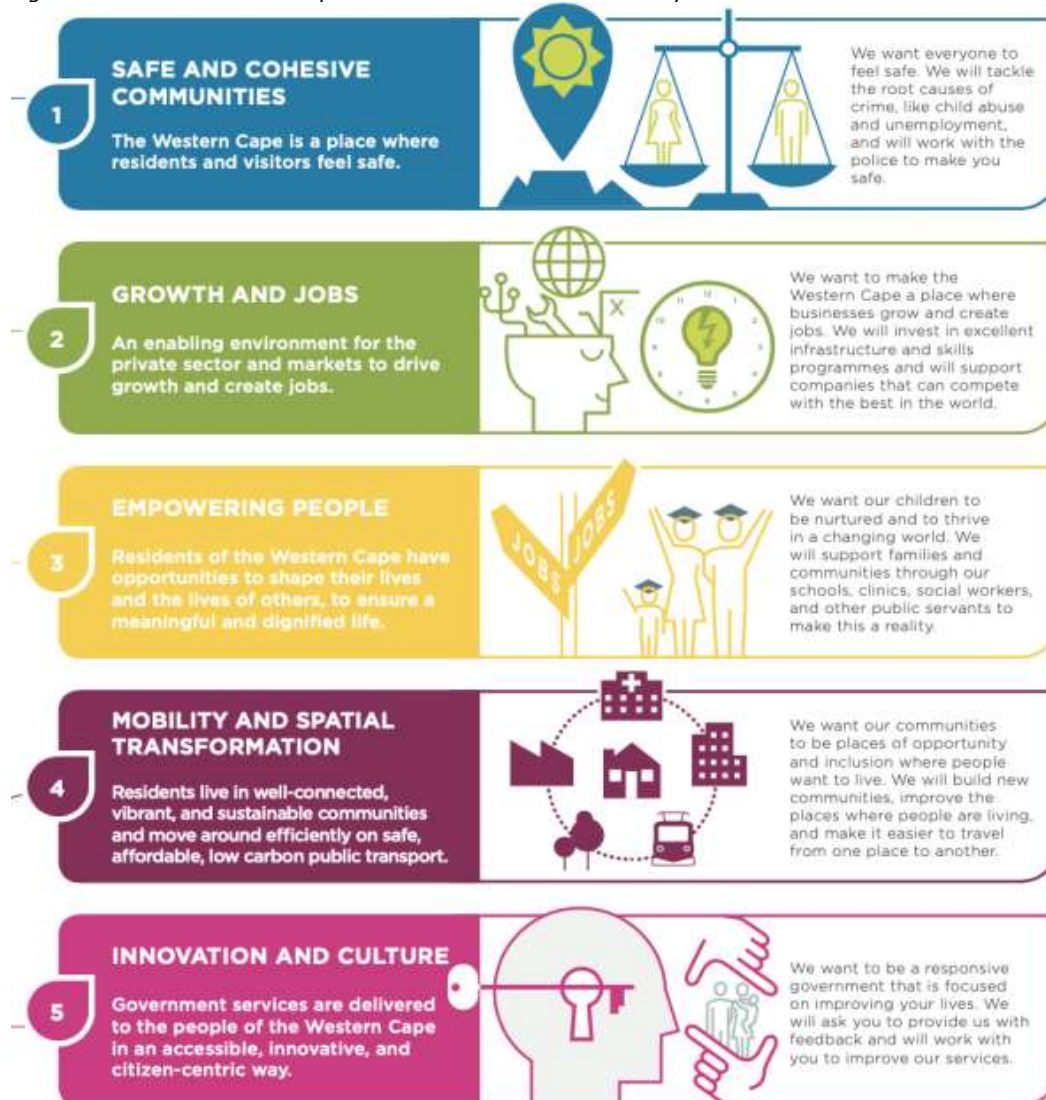 1
SAFE AND COHESIVE
COMMUNITIES
The Western Cape is a place where
residents and visitors feel safe.
We want everyone to
feel safe. We will tackle
the root causes of
crime, like child abuse
and unemployment,
and will work with the
police to make you
safe.
2
GROWTH AND JOBS
An enabling environment for the
private sector and markets to drive
growth and create jobs.
X
We want to make the
Western Cape a place where
businesses grow and create
jobs. We will invest in excellent
infrastructure and skills
programmes and will support
companies that can compete
with the best in the world.
3
EMPOWERING PEOPLE
Residents of the Western Cape have
opportunities to shape their lives
and the lives of others, to ensure a
meaningful and dignified life.
JOBS
JOBS
We want our children to
be nurtured and to thrive
in a changing world. We
will support families and
communities through our
schools, clinics, social workers,
and other public servants to
make this a reality.
4
MOBILITY AND SPATIAL
TRANSFORMATION
Residents live in well-connected,
vibrant, and sustainable communities
and move around efficiently on safe,
affordable, low carbon public transport.
We want our communities
to be places of opportunity
and inclusion where people
want to live. We will build new
communities, improve the
places where people are living,
and make it easier to travel
from one place to another.
5
INNOVATION AND CULTURE
Government services are delivered
to the people of the Western Cape
in an accessible, innovative, and
citizen-centric way.
We want to be a responsive
government that is focused
on improving your lives. We
will ask you to provide us with
feedback and will work with
you to improve our services.